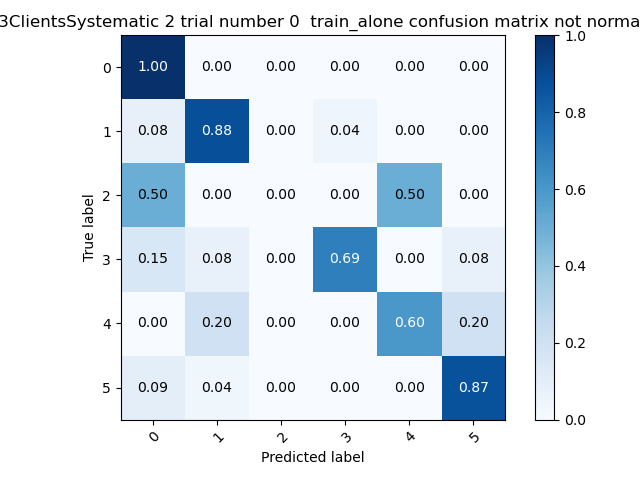 3ClientsSystematic 2 trial number 0 train_alone confusion matrix not norma
1.0
0 1.00 0.00 0.00 0.00 0.00 0.00
1 0.08 0.88 0.00 0.04 0.00 0.00
0.8
2 0.50 0.00 0.00 0.00 0.50 0.00
0.6
True label
3 0.15 0.08 0.00 0.69 0.00 0.08
0.4
4 0.00 0.20 0.00 0.00 0.60 0.20
0.2
5 0.09 0.04 0.00 0.00 0.00 0.87
0.0
0 1 2 3 4 5
Predicted label